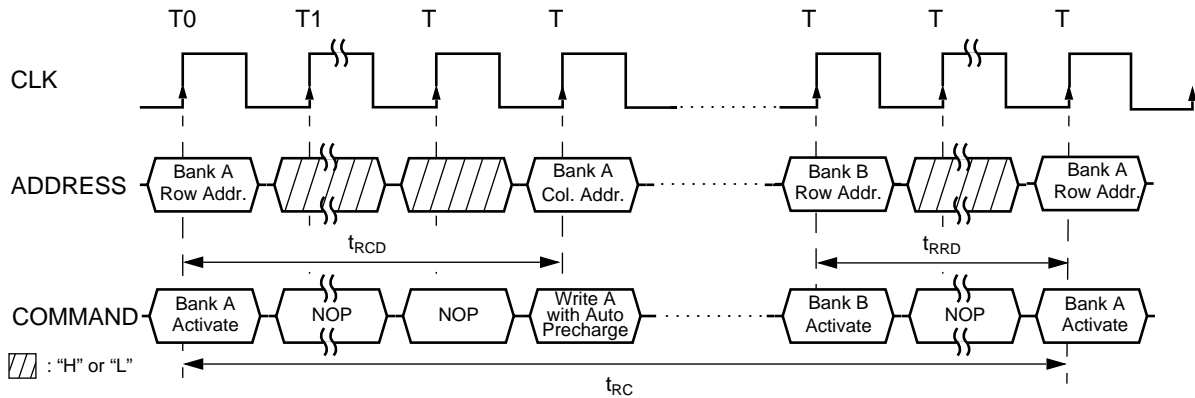 T0 T1 T T T T T
CLK
Bank A Bank A Bank B Bank A
ADDRESS
Row Addr. Col. Addr. Row Addr. Row Addr.
tRCD tRRD
Bank A Write A Bank B Bank A
COMMAND NOP NOP with Auto NOP
Activate Precharge Activate Activate
: “H” or “L”
tRC